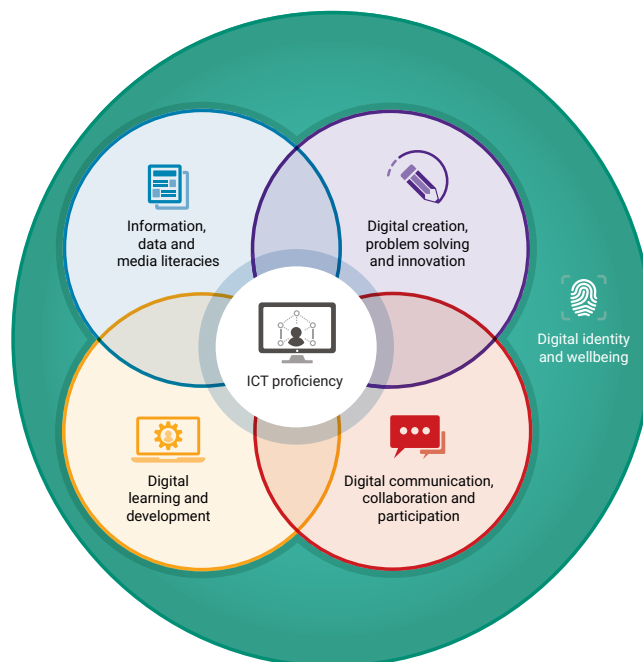 Information,
data and
media literacies
Digital creation,
problem solving
and innovation
Digital identity
and wellbeing
ICT proficiency
Digital
learning and
development
Digital communication,
collaboration and
participation